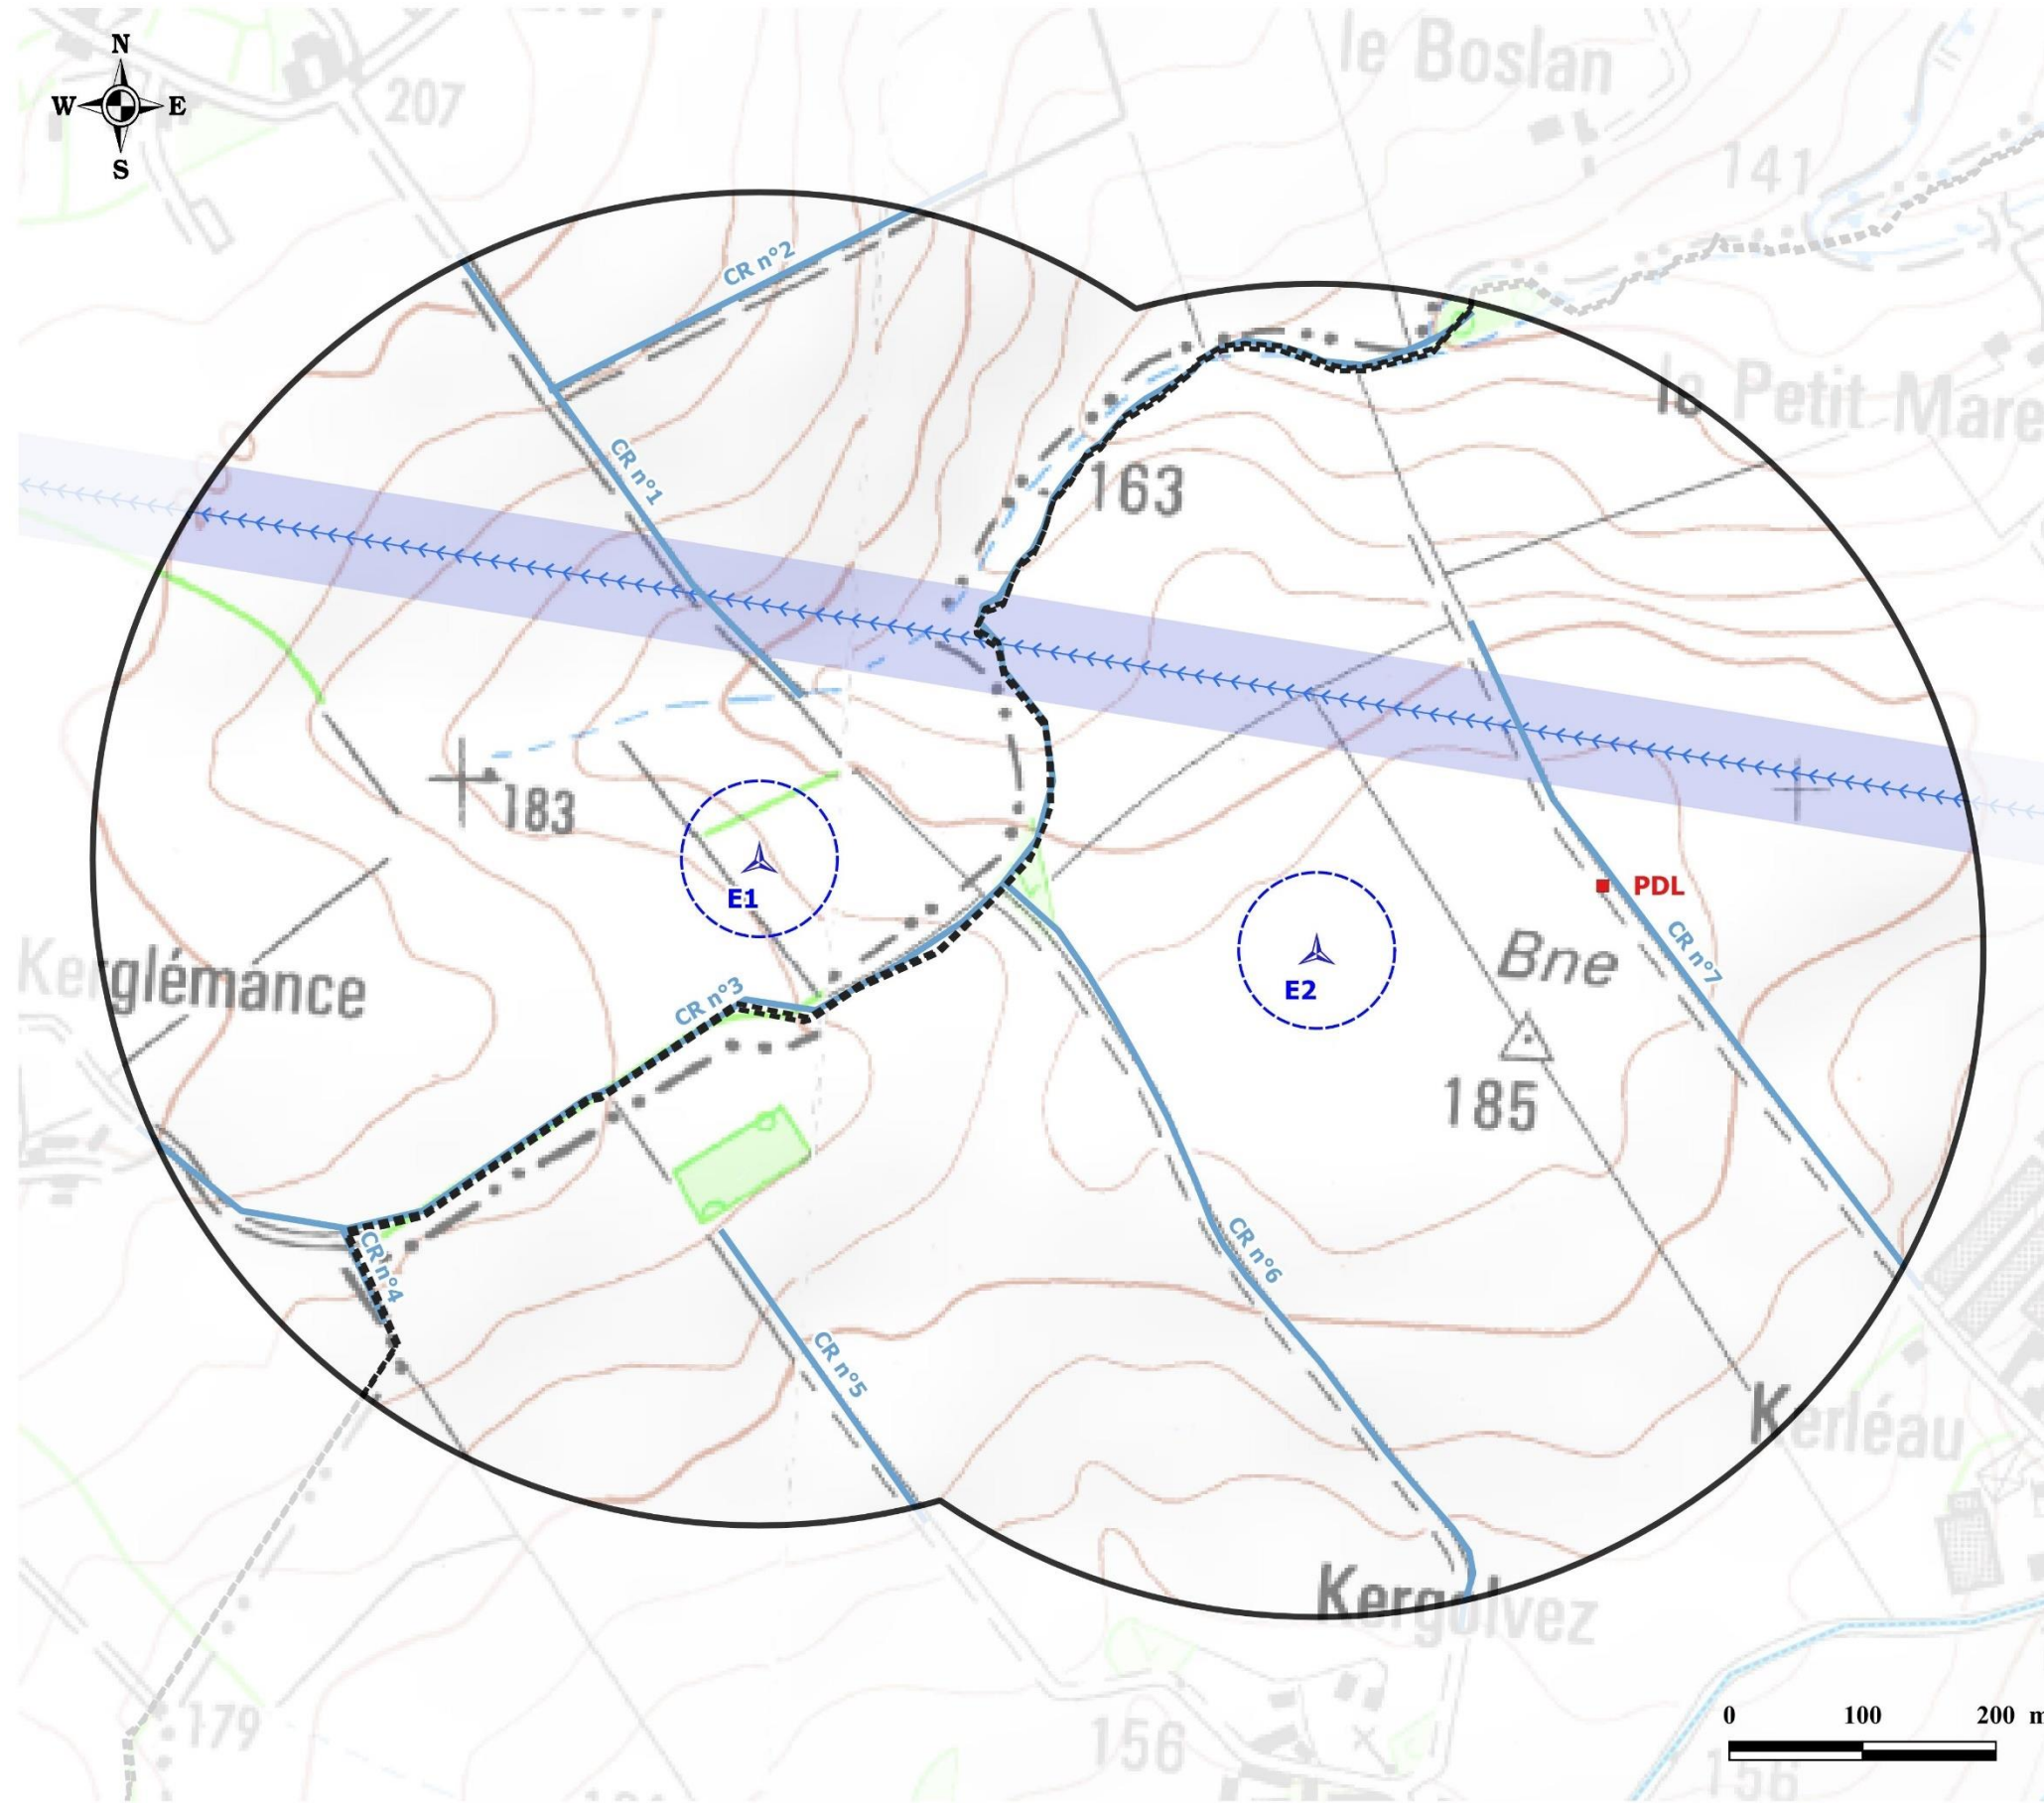 N
W E
S
207
le Boslan
141
CR n°2
le Petit Mare
CR n°1
163
183
E1
PDL
CR n°7
Bne
E2
Kerglémance
CR n°3
185
CR n°4
CR n°6
CR n°5
Kerléau
Kergolvez
179
156
0 100 200 m
156